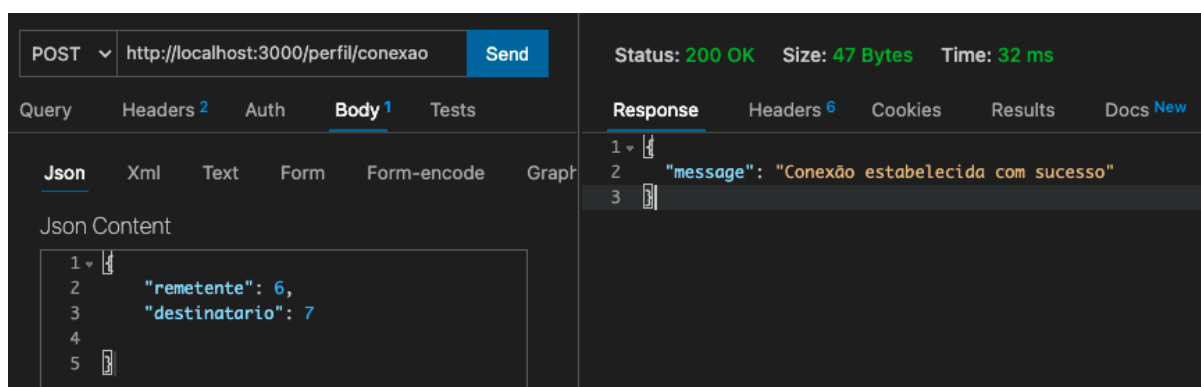 POST http://localhost:3000/perfil/conexao Send
Query Headers 2 Auth Body 1 Tests
Json Xml Text Form Form-encode Graph
Json Content
1 {
2 "remetente": 6,
3 "destinatario": 7
4
5 }
Status: 200 OK Size: 47 Bytes Time: 32 ms
Response Headers 6 Cookies Results Docs New
1 {
2 "message": "Conexão estabelecida com sucesso"
3 }